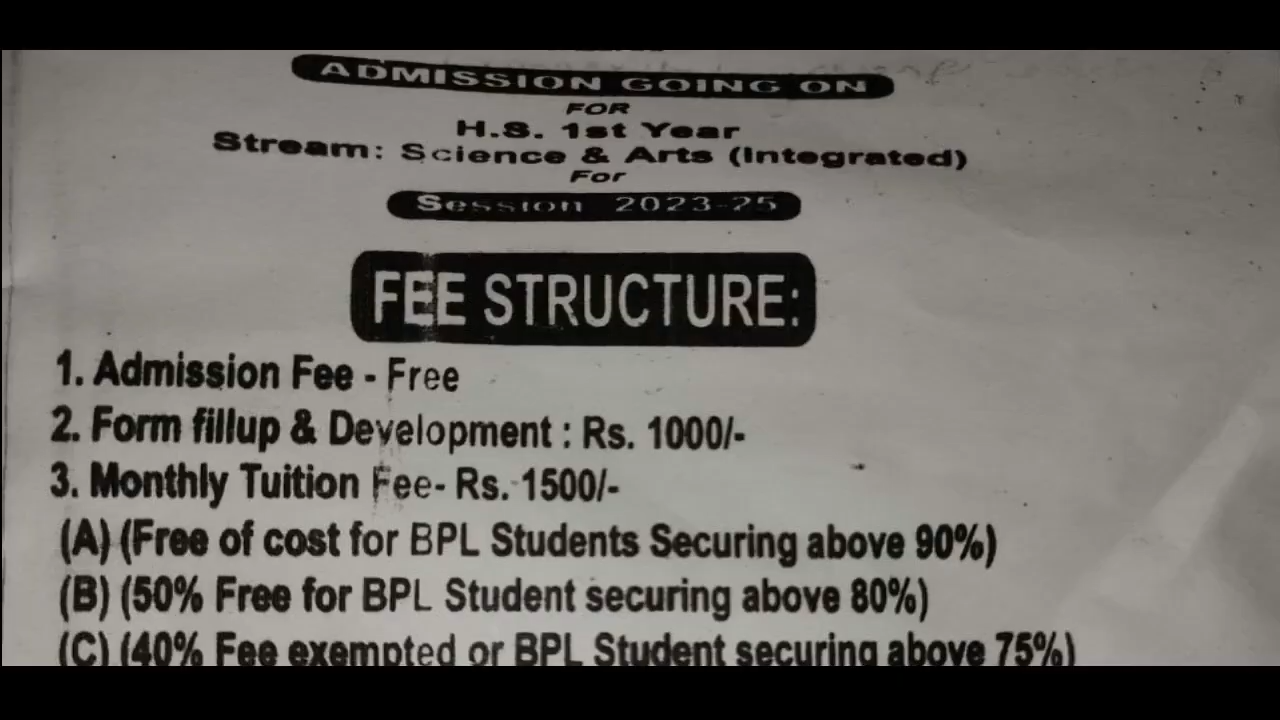 ADMISSION GOING ON
FOR
H.S. 1st Year
Stream: Science & Arts (Integrated)
For
Session 2023-25
FEE STRUCTURE:
1. Admission Fee - Free
2. Form fillup & Development : Rs. 1000/-
3. Monthly Tuition Fee- Rs. 1500/-
(A) (Free of cost for BPL Students Securing above 90%)
(B) (50% Free for BPL Student securing above 80%)
(C) (40% Fee exempted or BPL Student securing above 75%)